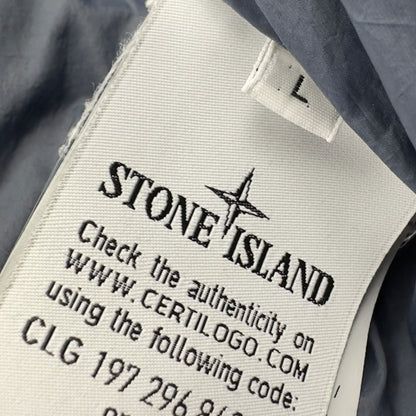 L
STONE ISLAND
Check the authenticity on
WWW.CERTILOGO.COM
using the following code:
CLG 197 296